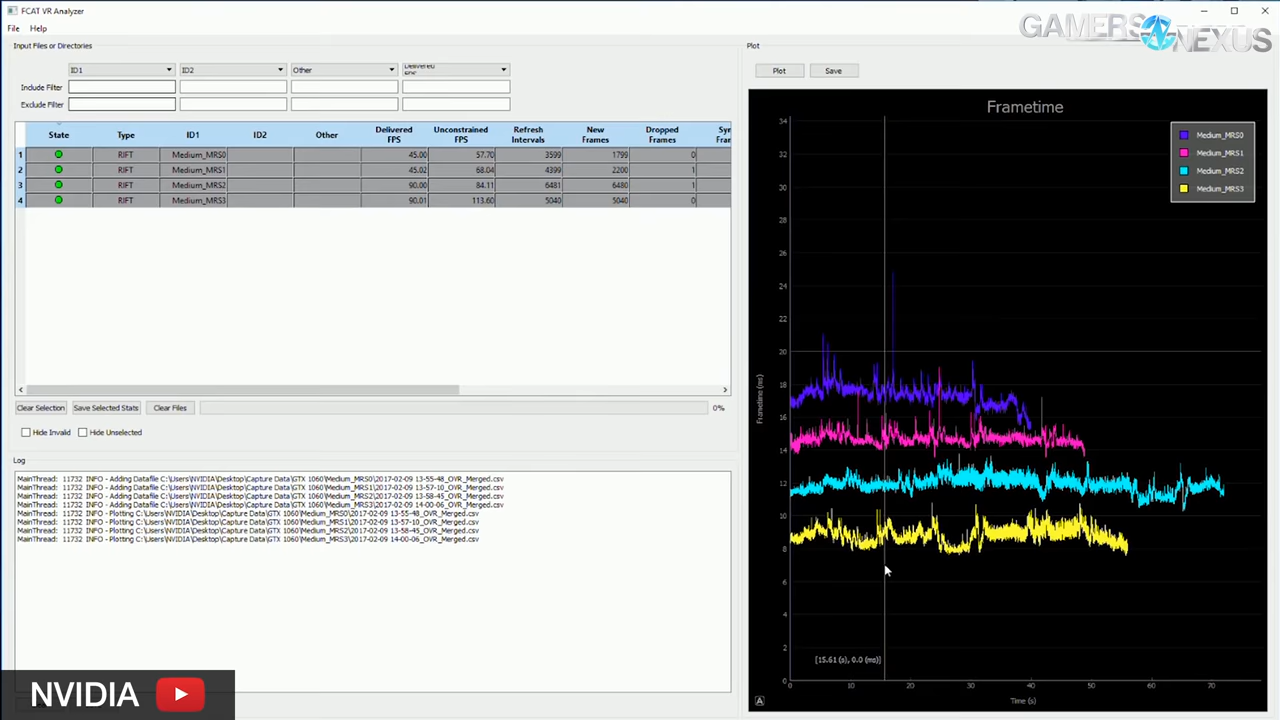 FCAT VR Analyzer
GAMERS NEXUS
File Help
Input Files or Directories
ID1 ID2 Other Delivered FPS
Include Filter
Exclude Filter
State Type ID1 ID2 Other Delivered FPS Unconstrained FPS Refresh Intervals New Frames Dropped Frames
1 RIFT Medium_MRS0 45.00 57.70 3599 1799 0
2 RIFT Medium_MRS1 45.02 68.04 4399 2200 1
3 RIFT Medium_MRS2 90.00 84.11 6481 6480 1
4 RIFT Medium_MRS3 90.01 113.60 5040 5040 0
Clear Selection Save Selected Stats Clear Files 0%
Hide Invalid Hide Unselected
Log
MainThread: 11732 INFO - Adding Datafile C:\Users\NVIDIA\Desktop\Capture Data\GTX 1060\Medium_MRS0\2017-02-09 13-55-48_OVR_Merged.csv
MainThread: 11732 INFO - Adding Datafile C:\Users\NVIDIA\Desktop\Capture Data\GTX 1060\Medium_MRS1\2017-02-09 13-57-10_OVR_Merged.csv
MainThread: 11732 INFO - Adding Datafile C:\Users\NVIDIA\Desktop\Capture Data\GTX 1060\Medium_MRS2\2017-02-09 13-58-45_OVR_Merged.csv
MainThread: 11732 INFO - Adding Datafile C:\Users\NVIDIA\Desktop\Capture Data\GTX 1060\Medium_MRS3\2017-02-09 14-00-06_OVR_Merged.csv
MainThread: 11732 INFO - Plotting C:\Users\NVIDIA\Desktop\Capture Data\GTX 1060\Medium_MRS0\2017-02-09 13-55-48_OVR_Merged.csv
MainThread: 11732 INFO - Plotting C:\Users\NVIDIA\Desktop\Capture Data\GTX 1060\Medium_MRS1\2017-02-09 13-57-10_OVR_Merged.csv
MainThread: 11732 INFO - Plotting C:\Users\NVIDIA\Desktop\Capture Data\GTX 1060\Medium_MRS2\2017-02-09 13-58-45_OVR_Merged.csv
MainThread: 11732 INFO - Plotting C:\Users\NVIDIA\Desktop\Capture Data\GTX 1060\Medium_MRS3\2017-02-09 14-00-06_OVR_Merged.csv
NVIDIA
Plot
Plot Save
Frametime
Medium_MRS0
Medium_MRS1
Medium_MRS2
Medium_MRS3
34
32
30
28
26
24
22
20
18
16
14
12
10
8
6
4
2
0
Frametime (ms)
[15.61 (s), 0.0 (ms)]
0 10 20 30 40 50 60 70
A
Time (s)